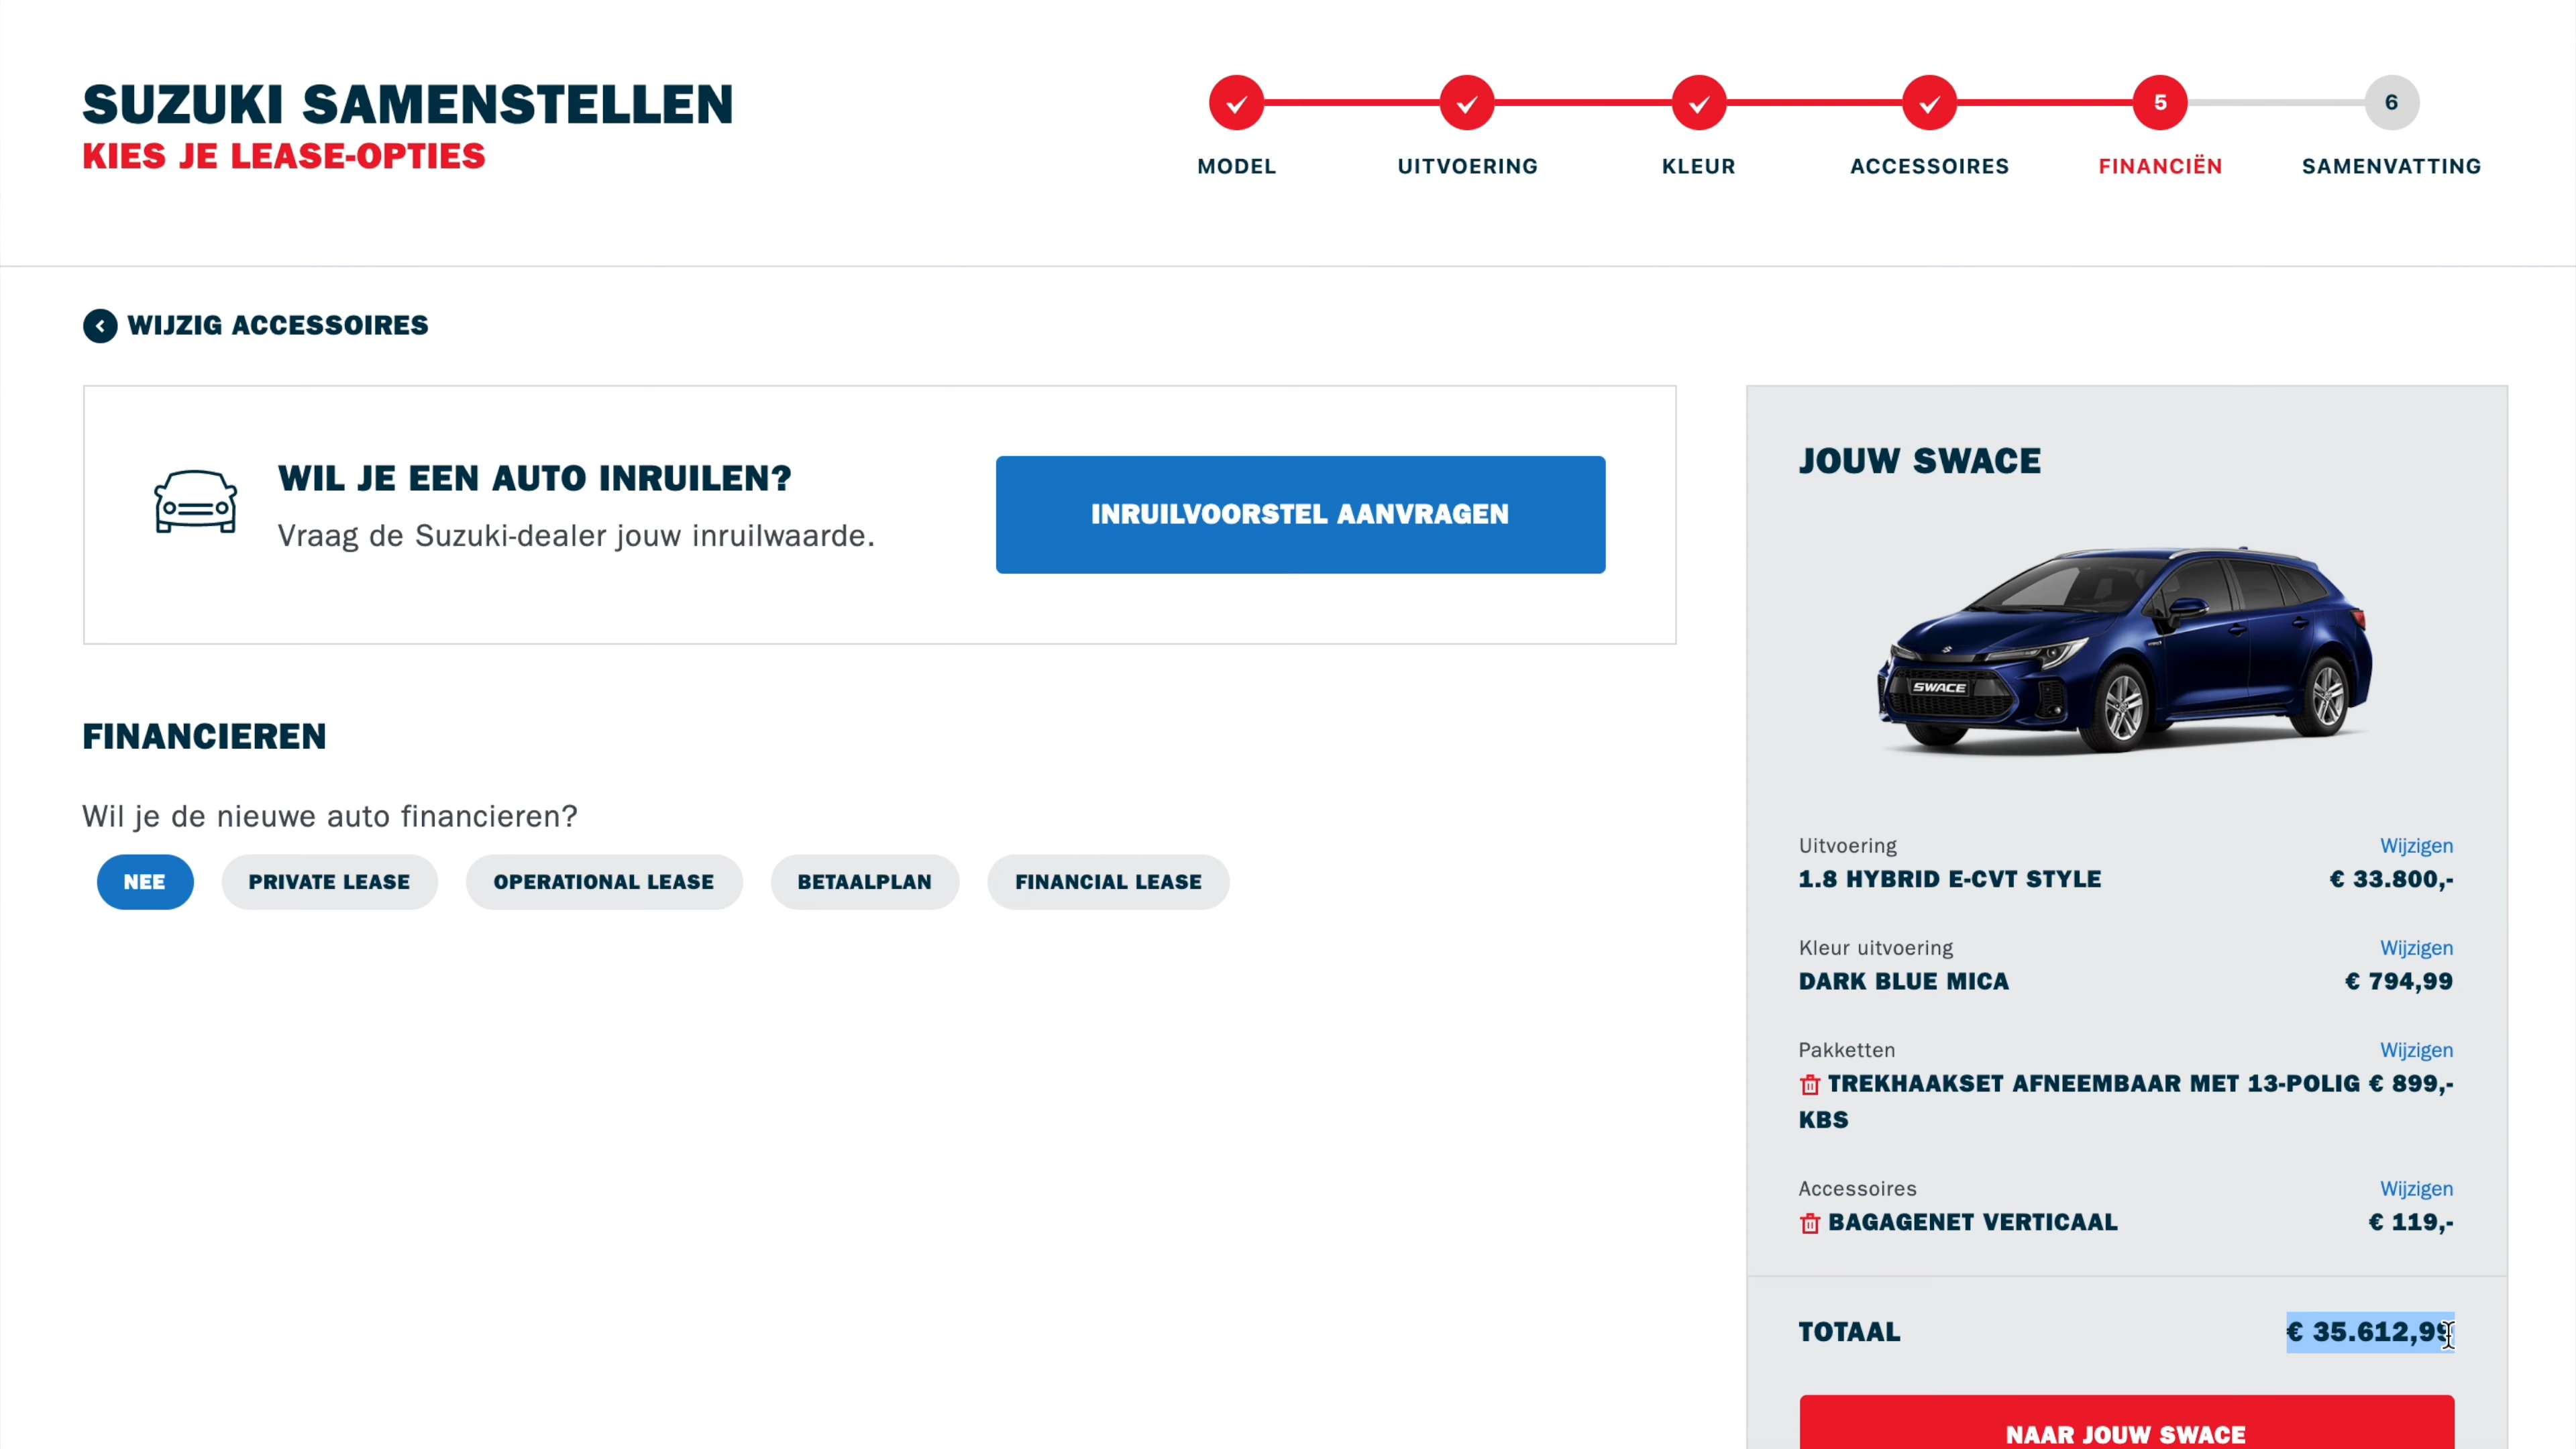 SUZUKI SAMENSTELLEN
KIES JE LEASE-OPTIES
5
6
MODEL
UITVOERING
KLEUR
ACCESSOIRES
FINANCIËN
SAMENVATTING
WIJZIG ACCESSOIRES
WIL JE EEN AUTO INRUILEN?
Vraag de Suzuki-dealer jouw inruilwaarde.
INRUILVOORSTEL AANVRAGEN
FINANCIEREN
Wil je de nieuwe auto financieren?
NEE
PRIVATE LEASE
OPERATIONAL LEASE
BETAALPLAN
FINANCIAL LEASE
JOUW SWACE
SWACE
Uitvoering Wijzigen
1.8 HYBRID E-CVT STYLE € 33.800,-
Kleur uitvoering Wijzigen
DARK BLUE MICA € 794,99
Pakketten Wijzigen
TREKHAAKSET AFNEEMBAAR MET 13-POLIG € 899,-
KBS
Accessoires Wijzigen
BAGAGENET VERTICAAL € 119,-
TOTAAL € 35.612,99
NAAR JOUW SWACE